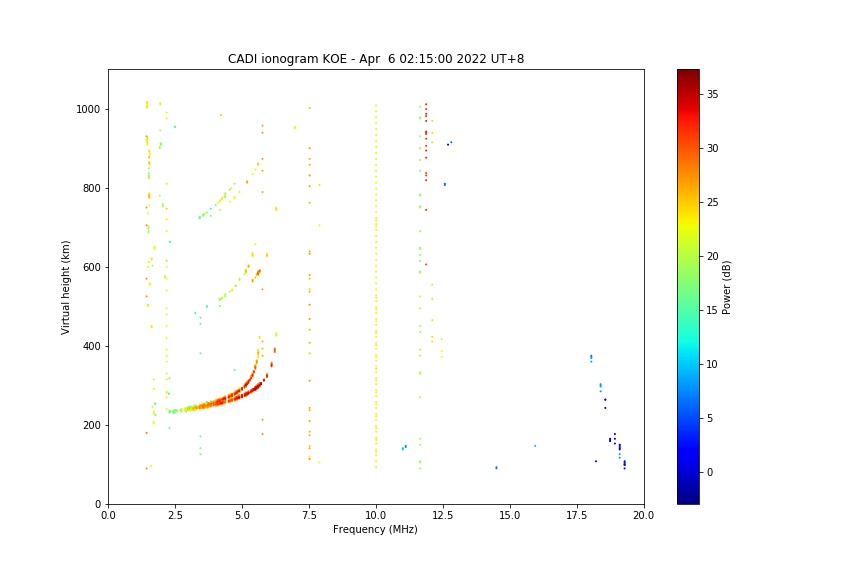 CADI ionogram KOE - Apr  6 02:15:00 2022 UT+8
Virtual height (km)
1000
800
600
400
200
0
0.0 2.5 5.0 7.5 10.0 12.5 15.0 17.5 20.0
Frequency (MHz)
35
30
25
20
15
10
5
0
Power (dB)